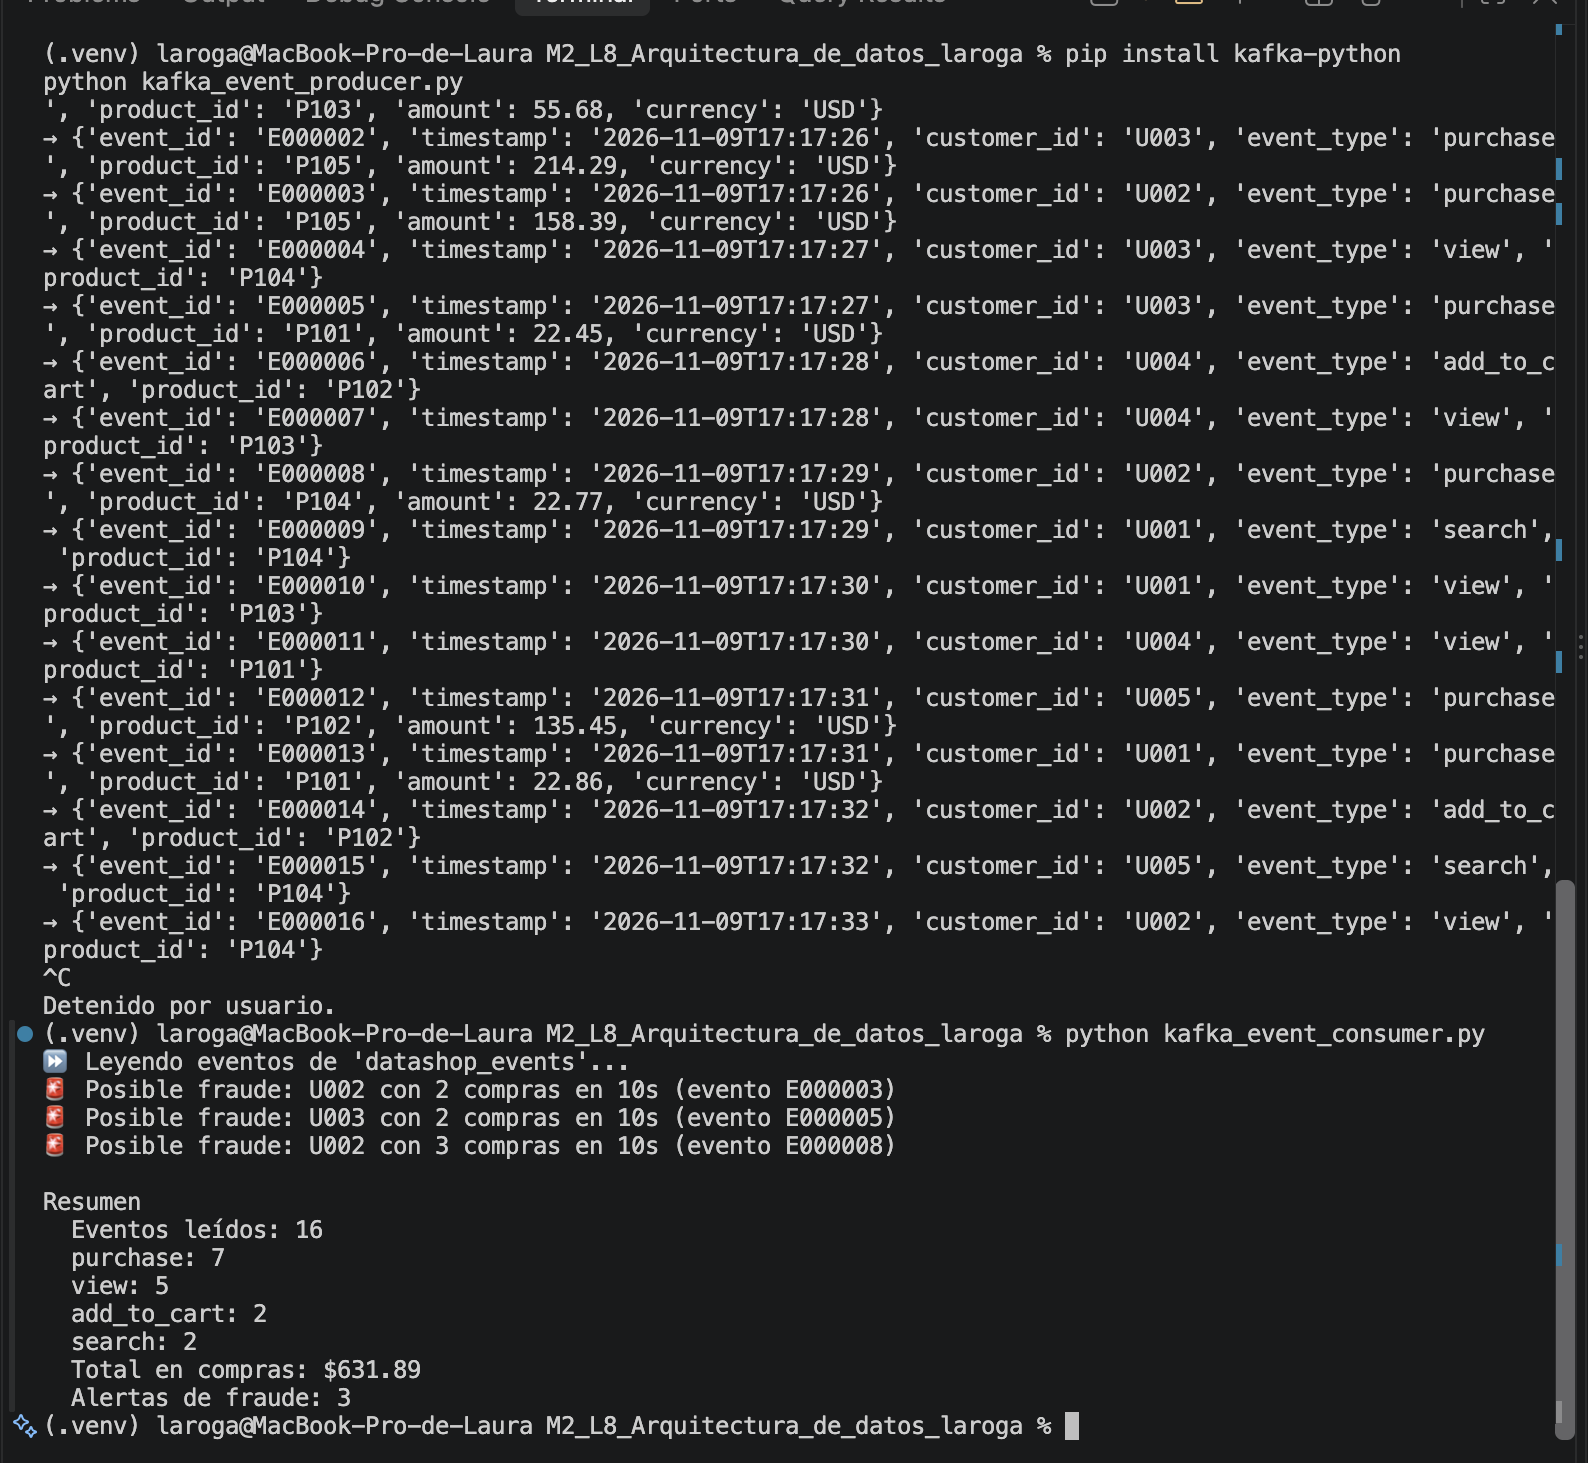 Problems Output Debug Console Terminal Ports Query Results
(.venv) laroga@MacBook-Pro-de-Laura M2_L8_Arquitectura_de_datos_laroga % pip install kafka-python
python kafka_event_producer.py
', 'product_id': 'P103', 'amount': 55.68, 'currency': 'USD'}
→ {'event_id': 'E000002', 'timestamp': '2026-11-09T17:17:26', 'customer_id': 'U003', 'event_type': 'purchase
', 'product_id': 'P105', 'amount': 214.29, 'currency': 'USD'}
→ {'event_id': 'E000003', 'timestamp': '2026-11-09T17:17:26', 'customer_id': 'U002', 'event_type': 'purchase
', 'product_id': 'P105', 'amount': 158.39, 'currency': 'USD'}
→ {'event_id': 'E000004', 'timestamp': '2026-11-09T17:17:27', 'customer_id': 'U003', 'event_type': 'view', '
product_id': 'P104'}
→ {'event_id': 'E000005', 'timestamp': '2026-11-09T17:17:27', 'customer_id': 'U003', 'event_type': 'purchase
', 'product_id': 'P101', 'amount': 22.45, 'currency': 'USD'}
→ {'event_id': 'E000006', 'timestamp': '2026-11-09T17:17:28', 'customer_id': 'U004', 'event_type': 'add_to_c
art', 'product_id': 'P102'}
→ {'event_id': 'E000007', 'timestamp': '2026-11-09T17:17:28', 'customer_id': 'U004', 'event_type': 'view', '
product_id': 'P103'}
→ {'event_id': 'E000008', 'timestamp': '2026-11-09T17:17:29', 'customer_id': 'U002', 'event_type': 'purchase
', 'product_id': 'P104', 'amount': 22.77, 'currency': 'USD'}
→ {'event_id': 'E000009', 'timestamp': '2026-11-09T17:17:29', 'customer_id': 'U001', 'event_type': 'search',
 'product_id': 'P104'}
→ {'event_id': 'E000010', 'timestamp': '2026-11-09T17:17:30', 'customer_id': 'U001', 'event_type': 'view', '
product_id': 'P103'}
→ {'event_id': 'E000011', 'timestamp': '2026-11-09T17:17:30', 'customer_id': 'U004', 'event_type': 'view', '
product_id': 'P101'}
→ {'event_id': 'E000012', 'timestamp': '2026-11-09T17:17:31', 'customer_id': 'U005', 'event_type': 'purchase
', 'product_id': 'P102', 'amount': 135.45, 'currency': 'USD'}
→ {'event_id': 'E000013', 'timestamp': '2026-11-09T17:17:31', 'customer_id': 'U001', 'event_type': 'purchase
', 'product_id': 'P101', 'amount': 22.86, 'currency': 'USD'}
→ {'event_id': 'E000014', 'timestamp': '2026-11-09T17:17:32', 'customer_id': 'U002', 'event_type': 'add_to_c
art', 'product_id': 'P102'}
→ {'event_id': 'E000015', 'timestamp': '2026-11-09T17:17:32', 'customer_id': 'U005', 'event_type': 'search',
 'product_id': 'P104'}
→ {'event_id': 'E000016', 'timestamp': '2026-11-09T17:17:33', 'customer_id': 'U002', 'event_type': 'view', '
product_id': 'P104'}
^C
Detenido por usuario.
(.venv) laroga@MacBook-Pro-de-Laura M2_L8_Arquitectura_de_datos_laroga % python kafka_event_consumer.py
⏩ Leyendo eventos de 'datashop_events'...
🚨 Posible fraude: U002 con 2 compras en 10s (evento E000003)
🚨 Posible fraude: U003 con 2 compras en 10s (evento E000005)
🚨 Posible fraude: U002 con 3 compras en 10s (evento E000008)
Resumen
Eventos leídos: 16
purchase: 7
view: 5
add_to_cart: 2
search: 2
Total en compras: $631.89
Alertas de fraude: 3
(.venv) laroga@MacBook-Pro-de-Laura M2_L8_Arquitectura_de_datos_laroga %